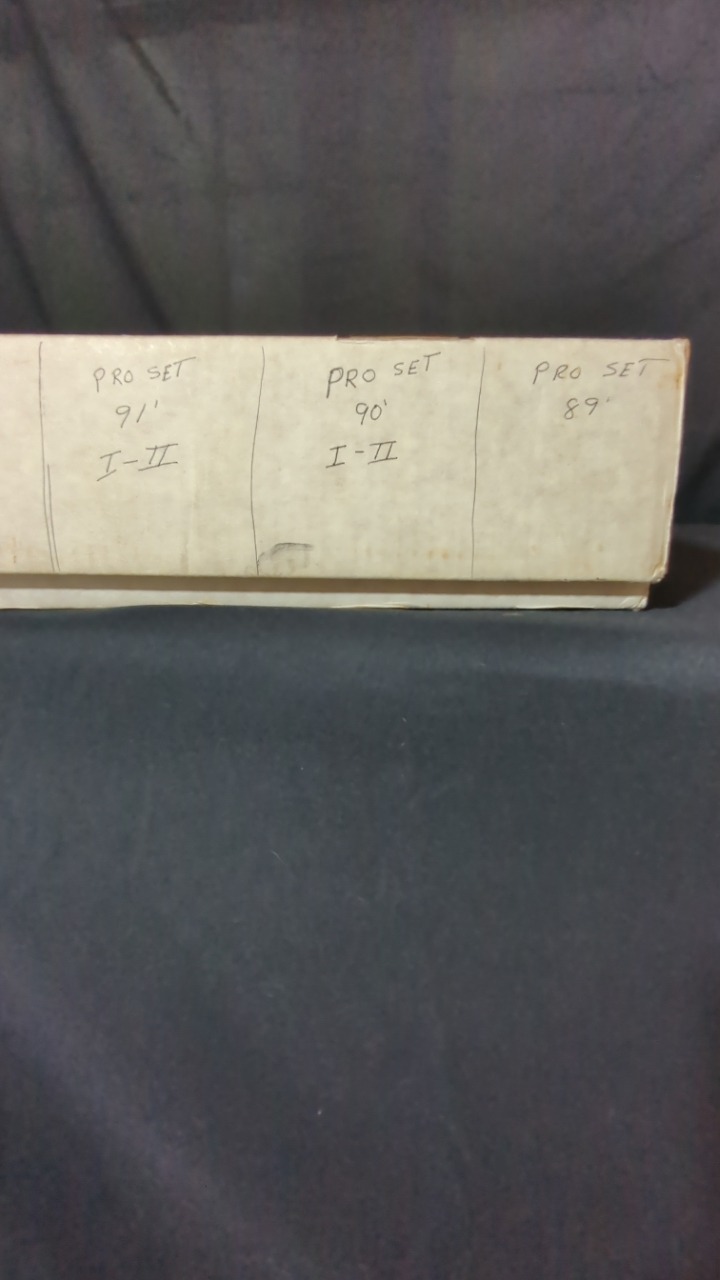 PRO SET
91'
I-II
PRO SET
90'
I-II
PRO SET
89'